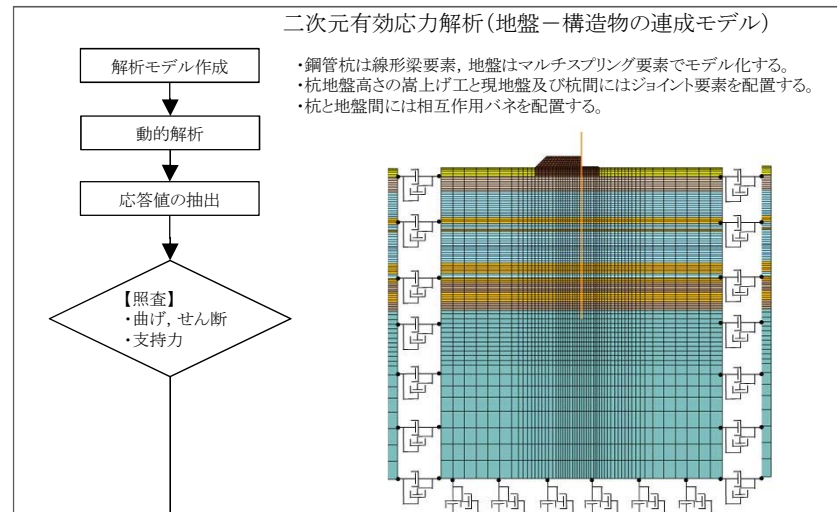 二次元有効応力解析(地盤－構造物の連成モデル)
・鋼管杭は線形梁要素, 地盤はマルチスプリング要素でモデル化する。
・杭地盤高さの嵩上げ工と現地盤及び杭間にはジョイント要素を配置する。
・杭と地盤間には相互作用バネを配置する。
解析モデル作成
動的解析
応答値の抽出
【照査】
・曲げ, せん断
・支持力